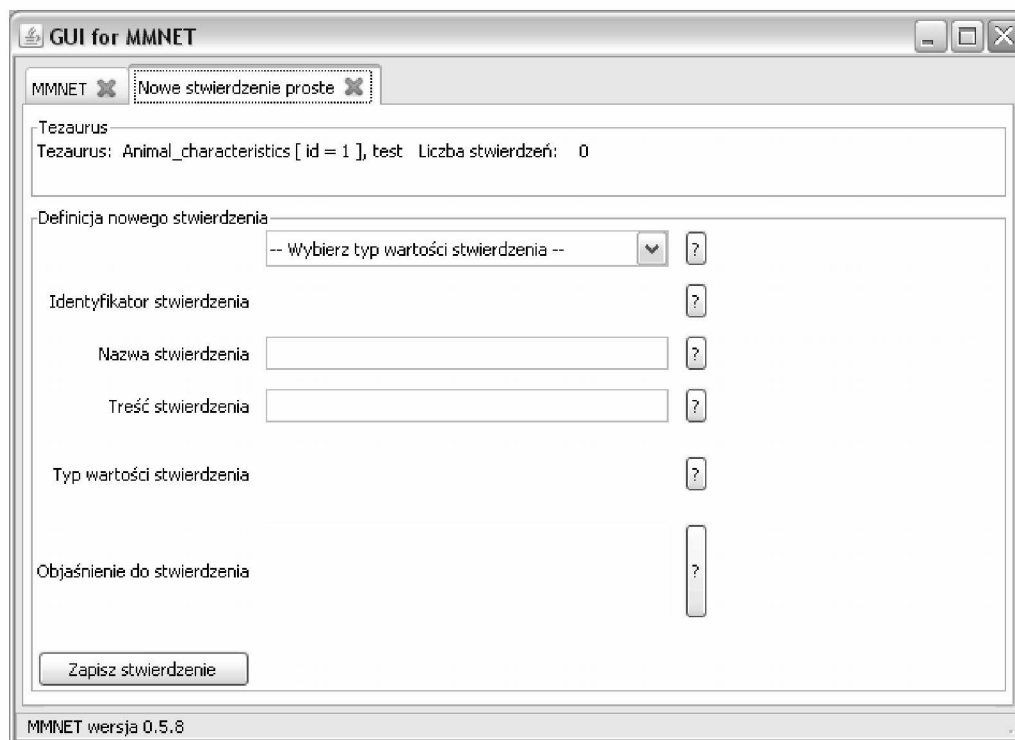 GUI for MMNET
MMNET Nowe stwierdzenie proste
Tezaurus
Tezaurus: Animal_characteristics [ id = 1 ], test Liczba stwierdzeń: 0
Definicja nowego stwierdzenia
-- Wybierz typ wartości stwierdzenia -- ?
Identyfikator stwierdzenia ?
Nazwa stwierdzenia ?
Treść stwierdzenia ?
Typ wartości stwierdzenia ?
Objaśnienie do stwierdzenia ?
Zapisz stwierdzenie
MMNET wersja 0.5.8